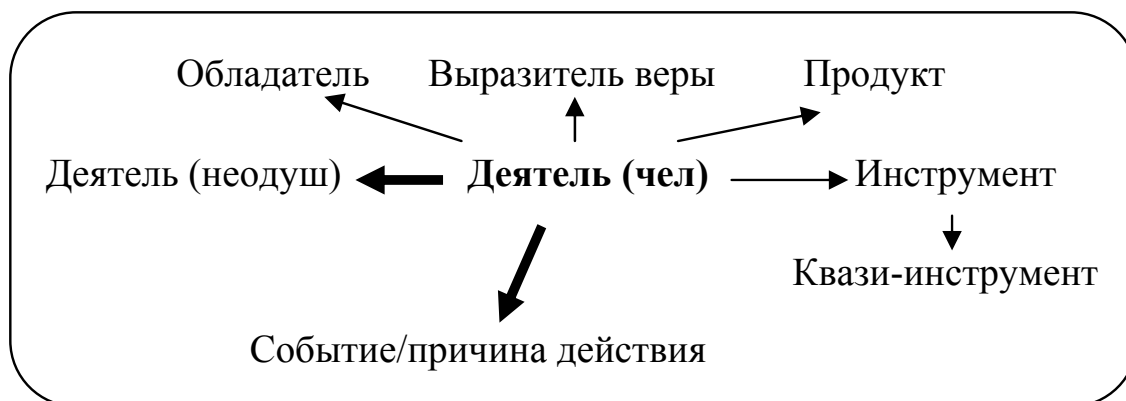 Обладатель Выразитель веры Продукт
Деятель (неодуш) Деятель (чел) Инструмент
Квази-инструмент
Событие/причина действия